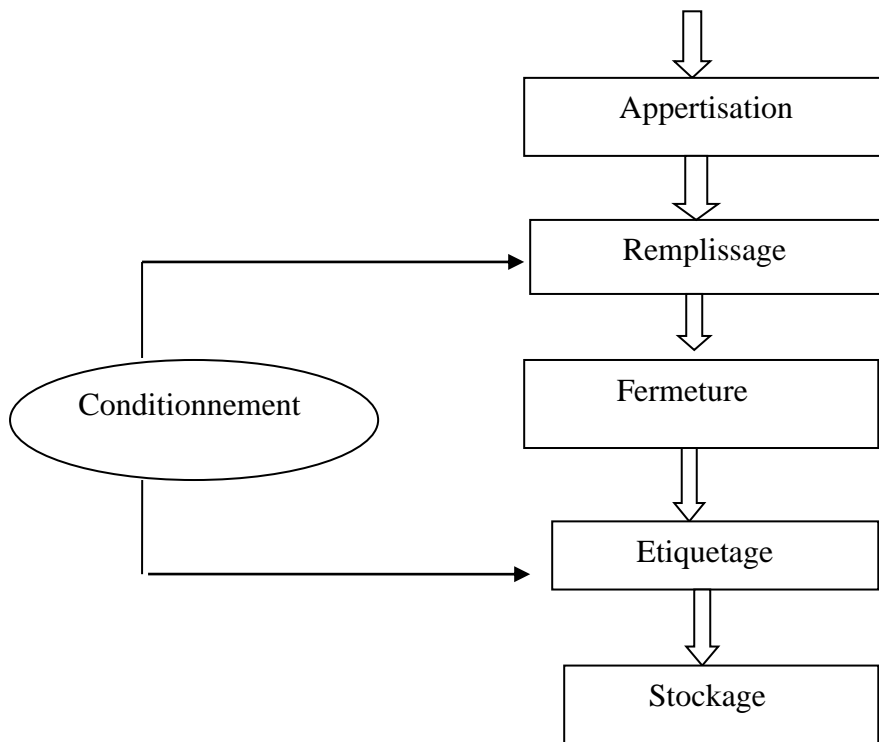 Appertisation
Remplissage
Conditionnement
Fermeture
Etiquetage
Stockage